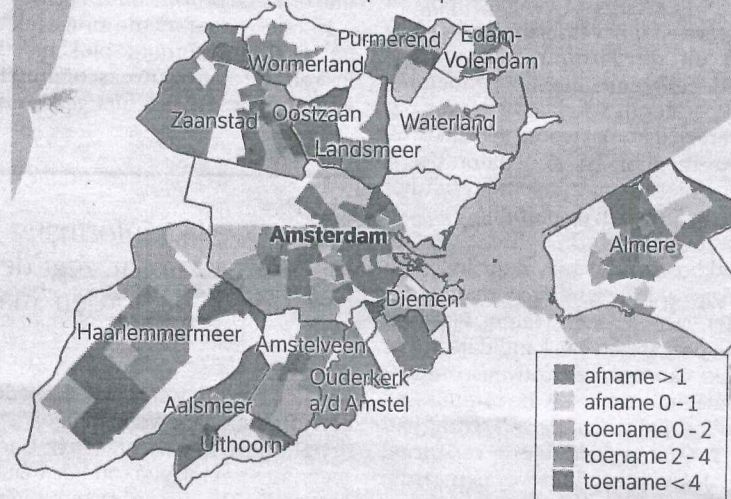 Purmerend
Edam-
Volendam
Wormerland
Zaanstad
Oostzaan
Waterland
Landsmeer
Amsterdam
Almere
Diemen
Haarlemmermeer
Amstelveen
Ouderkerk
a/d Amstel
Aalsmeer
Uithoorn
afname > 1
afname 0 - 1
toename 0 - 2
toename 2 - 4
toename < 4